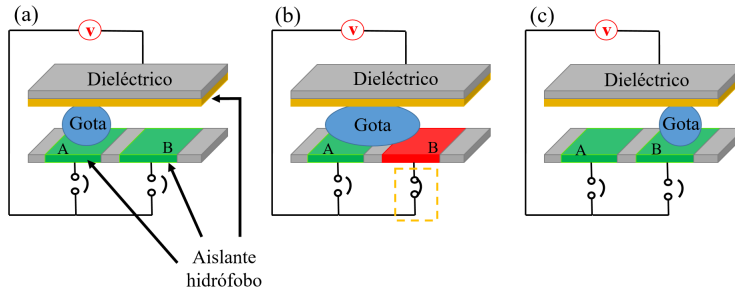 (a)
V
Dieléctrico
Gota
A
B
Aislante
hidrófobo
(b)
V
Dieléctrico
Gota
A
B
(c)
V
Dieléctrico
Gota
A
B